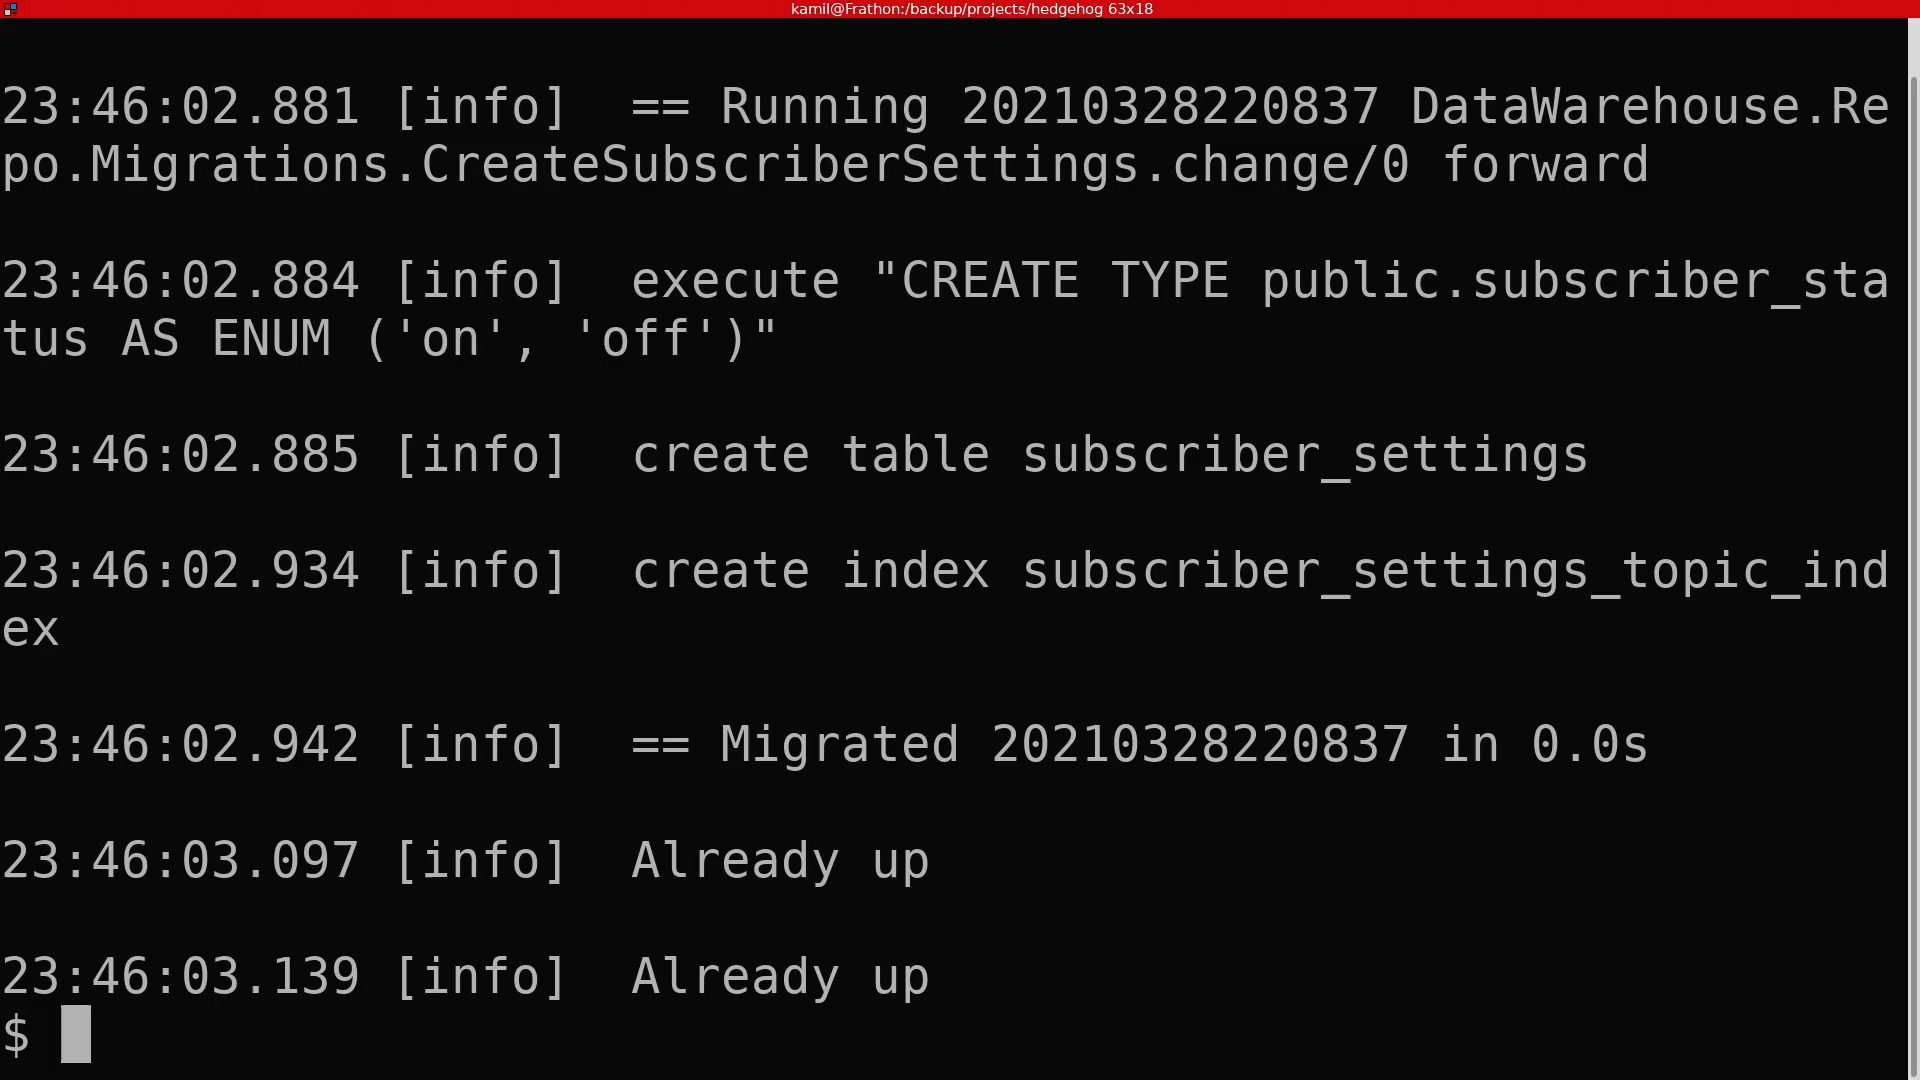 kamil@Frathon:/backup/projects/hedgehog 63x18
23:46:02.881 [info]  == Running 20210328220837 DataWarehouse.Re
po.Migrations.CreateSubscriberSettings.change/0 forward
23:46:02.884 [info]  execute "CREATE TYPE public.subscriber_sta
tus AS ENUM ('on', 'off')"
23:46:02.885 [info]  create table subscriber_settings
23:46:02.934 [info]  create index subscriber_settings_topic_ind
ex
23:46:02.942 [info]  == Migrated 20210328220837 in 0.0s
23:46:03.097 [info]  Already up
23:46:03.139 [info]  Already up
$